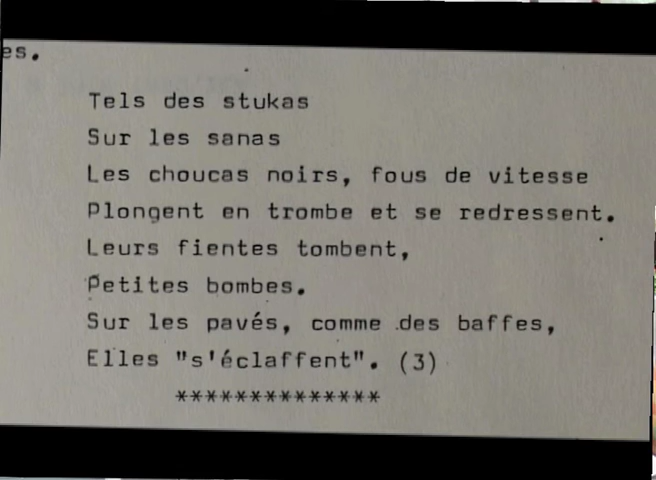 es.
Tels des stukas
Sur les sanas
Les choucas noirs, fous de vitesse
Plongent en trombe et se redressent.
Leurs fientes tombent,
Petites bombes.
Sur les pavés, comme des baffes,
Elles "s'éclaffent". (3)
**************